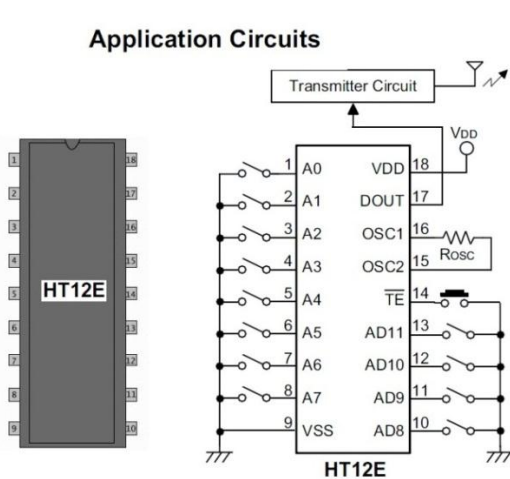 Application Circuits
Transmitter Circuit
VDD
1 18
2 17
3 16
4 15
5 14
6 13
7 12
8 11
9 10
HT12E
1 A0 VDD 18
2 A1 DOUT 17
3 A2 OSC1 16
ROSC
4 A3 OSC2 15
5 A4 TE 14
6 A5 AD11 13
7 A6 AD10 12
8 A7 AD9 11
9 VSS AD8 10
HT12E